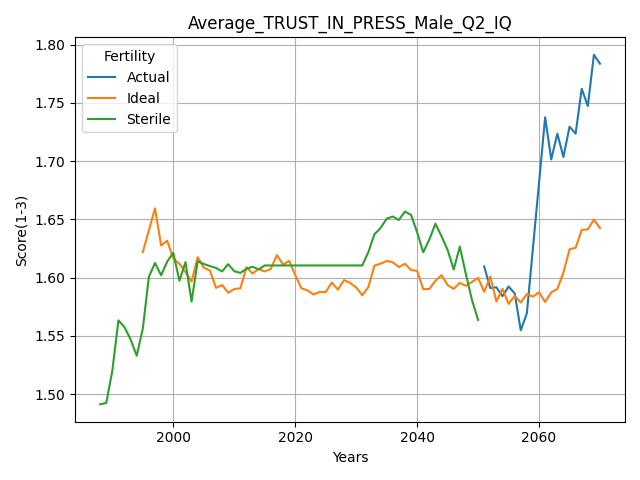 Average_TRUST_IN_PRESS_Male_Q2_IQ
Fertility
Actual
Ideal
Sterile
1.80
1.75
1.70
1.65
1.60
1.55
1.50
Score(1-3)
2000
2020
2040
2060
Years